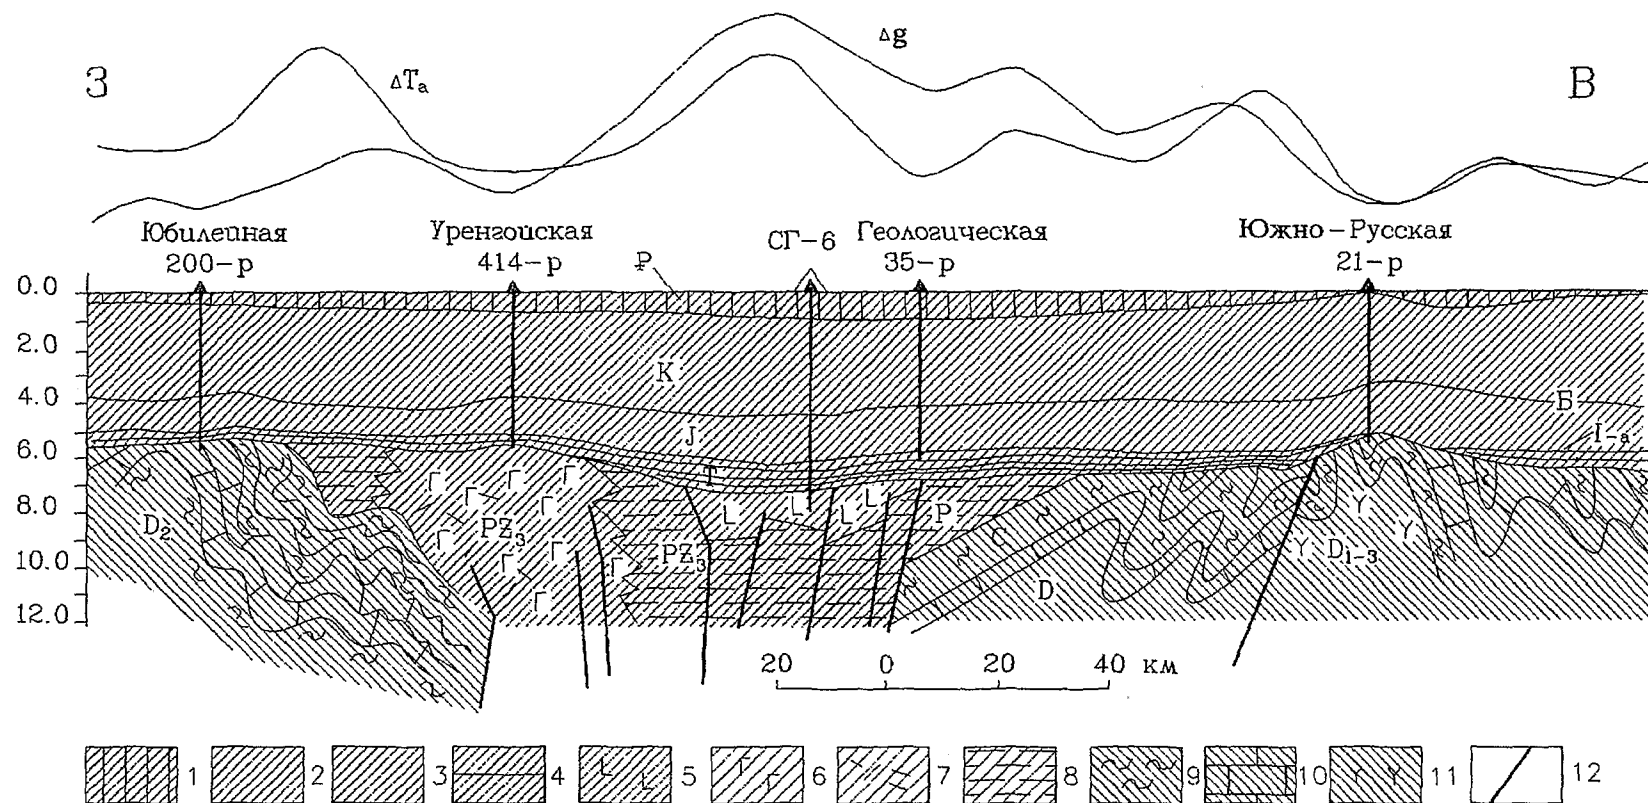 З
ΔTa
Δg
В
Юбилейная
200-р
Уренгойская
414-р
₽
СГ-6
Геологическая
35-р
Южно-Русская
21-р
0.0
2.0
4.0
6.0
8.0
10.0
12.0
К
Б
J
I-а
Т
Г Г Г Г Г Г Г Г Г
D₂
PZ₃
PZ₃
L L L L
P
D
Y Y Y
D₁₋₃
20 0 20 40 км
1 2 3 4 5 6 7 8 9 10 11 12